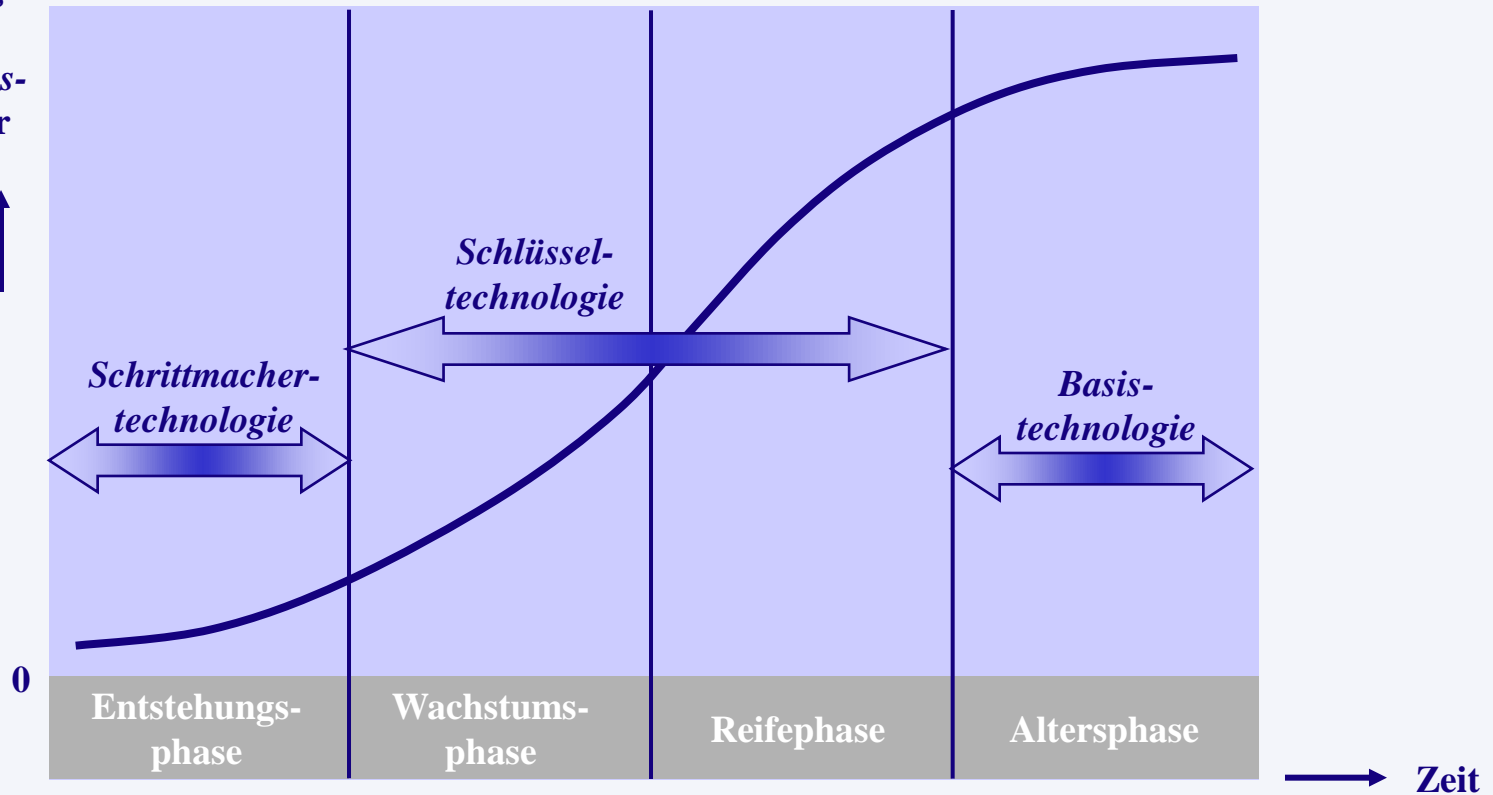 s-
r
Schlüssel-
technologie
Schrittmacher-
technologie
Basis-
technologie
0
Entstehungs-
phase
Wachstums-
phase
Reifephase
Altersphase
Zeit